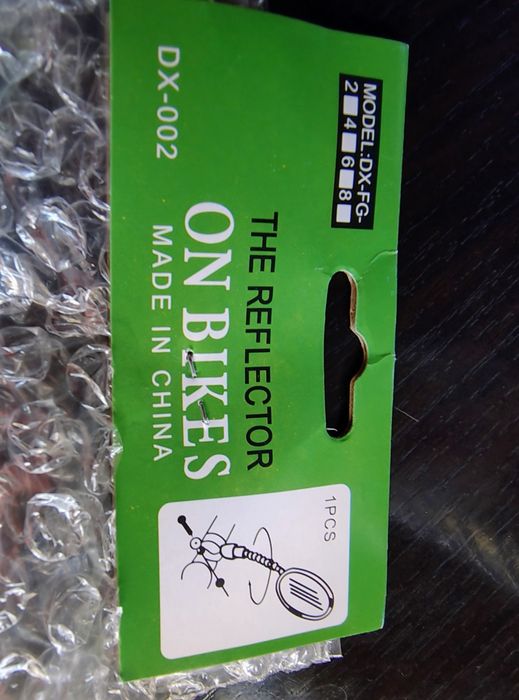 MODEL:DX-FG-
2 4 6 8
THE REFLECTOR
ON BIKES
DX-002 MADE IN CHINA
1PCS